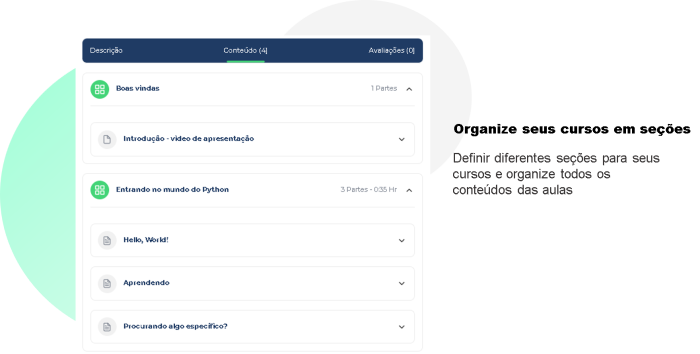 Descrição Conteúdo (4) Avaliações (0)
Boas vindas 1 Partes
Introdução - video de apresentação
Entrando no mundo do Python 3 Partes - 0:35 Hr
Hello, World!
Aprendendo
Procurando algo específico?
Organize seus cursos em seções
Definir diferentes seções para seus
cursos e organize todos os
conteúdos das aulas